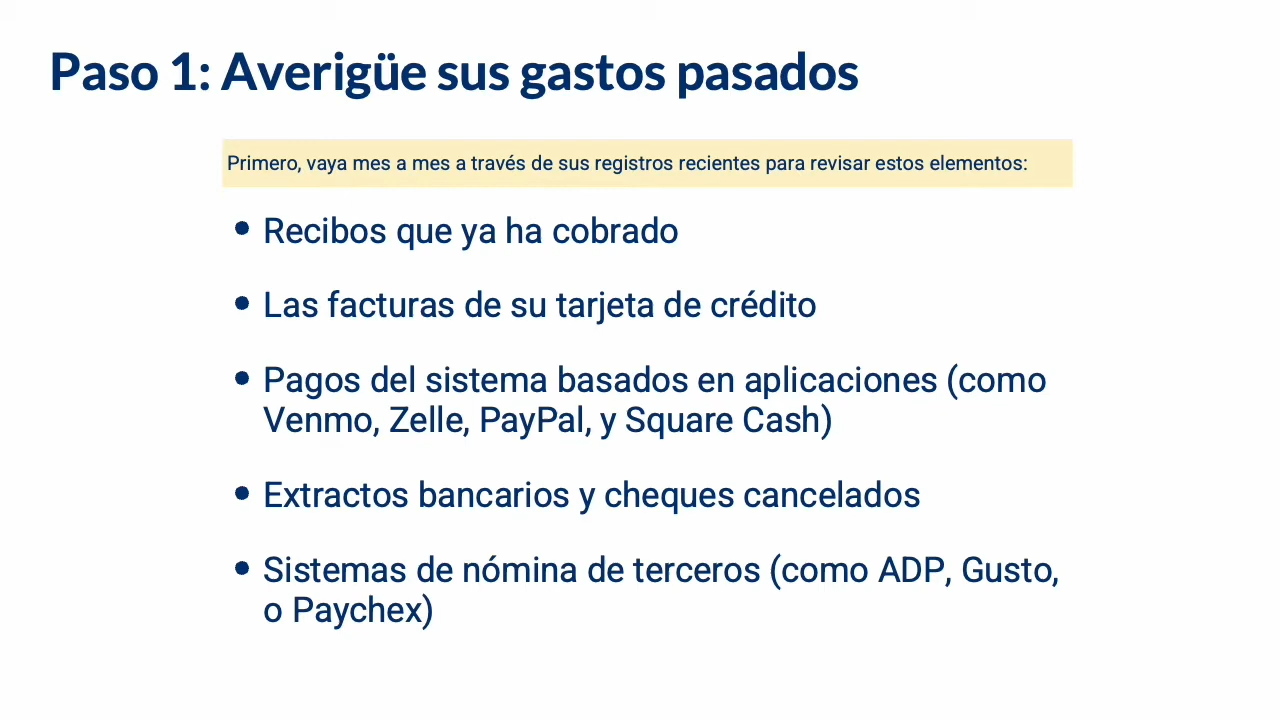 Paso 1: Averigüe sus gastos pasados
Primero, vaya mes a mes a través de sus registros recientes para revisar estos elementos:
• Recibos que ya ha cobrado
• Las facturas de su tarjeta de crédito
• Pagos del sistema basados en aplicaciones (como
Venmo, Zelle, PayPal, y Square Cash)
• Extractos bancarios y cheques cancelados
• Sistemas de nómina de terceros (como ADP, Gusto,
o Paychex)